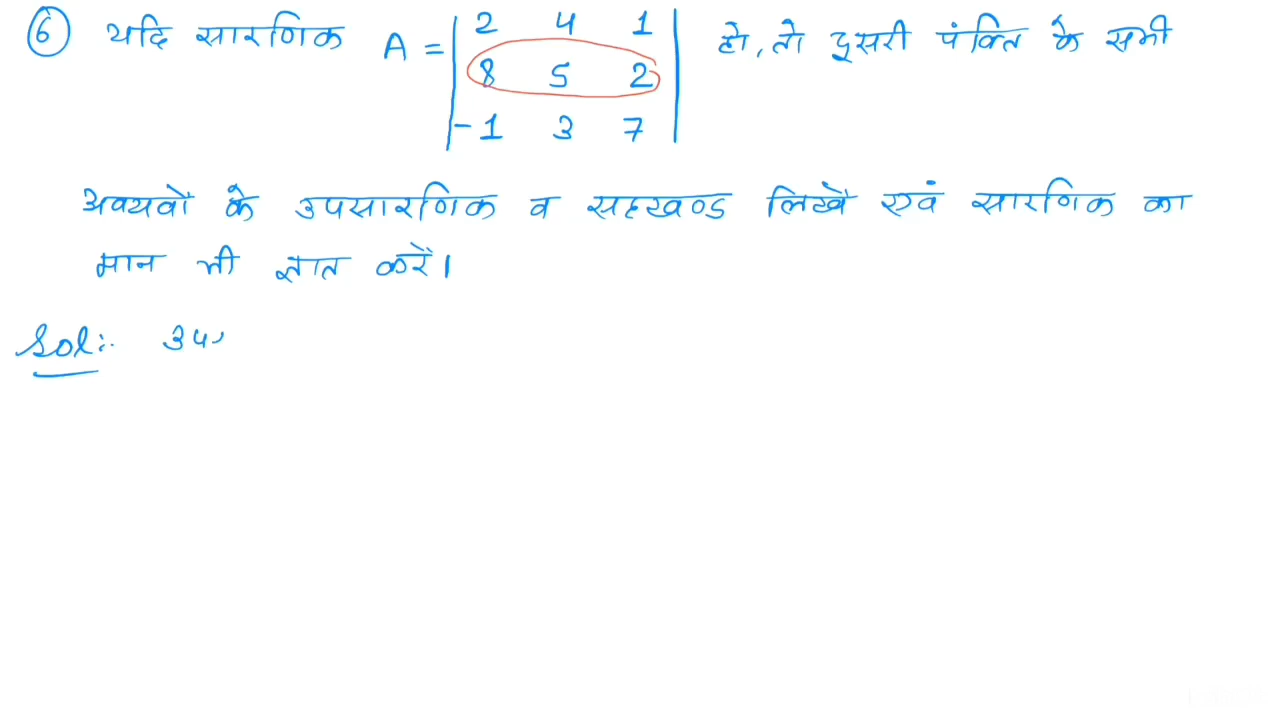 ⑥ यदि सारणिक A = | 2 4 1 | हो, तो दूसरी पंक्ति के सभी
| 8 5 2 |
| -1 3 7 |
अवयवों के उपसारणिक व सहखण्ड लिखें एवं सारणिक का
मान भी ज्ञात करें।
Sol:-